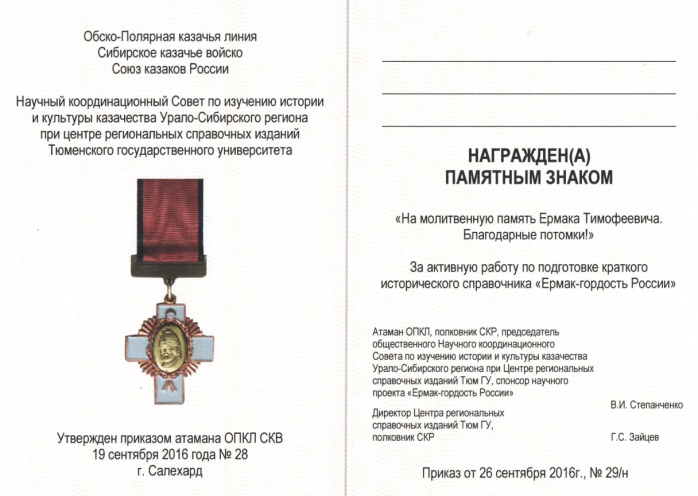 Обско-Полярная казачья линия
Сибирское казачье войско
Союз казаков России
Научный координационный Совет по изучению истории
и культуры казачества Урало-Сибирского региона
при центре региональных справочных изданий
Тюменского государственного университета
Утвержден приказом атамана ОПКЛ СКВ
19 сентября 2016 года № 28
г. Салехард
НАГРАЖДЕН(А)
ПАМЯТНЫМ ЗНАКОМ
«На молитвенную память Ермака Тимофеевича.
Благодарные потомки!»
За активную работу по подготовке краткого
исторического справочника «Ермак-гордость России»
Атаман ОПКЛ, полковник СКР, председатель
общественного Научного координационного
Совета по изучению истории и культуры казачества
Урало-Сибирского региона при Центре региональных
справочных изданий Тюм ГУ, спонсор научного
проекта «Ермак-гордость России»
В.И. Степанченко
Директор Центра региональных
справочных изданий Тюм ГУ,
полковник СКР
Г.С. Зайцев
Приказ от 26 сентября 2016г., № 29/н